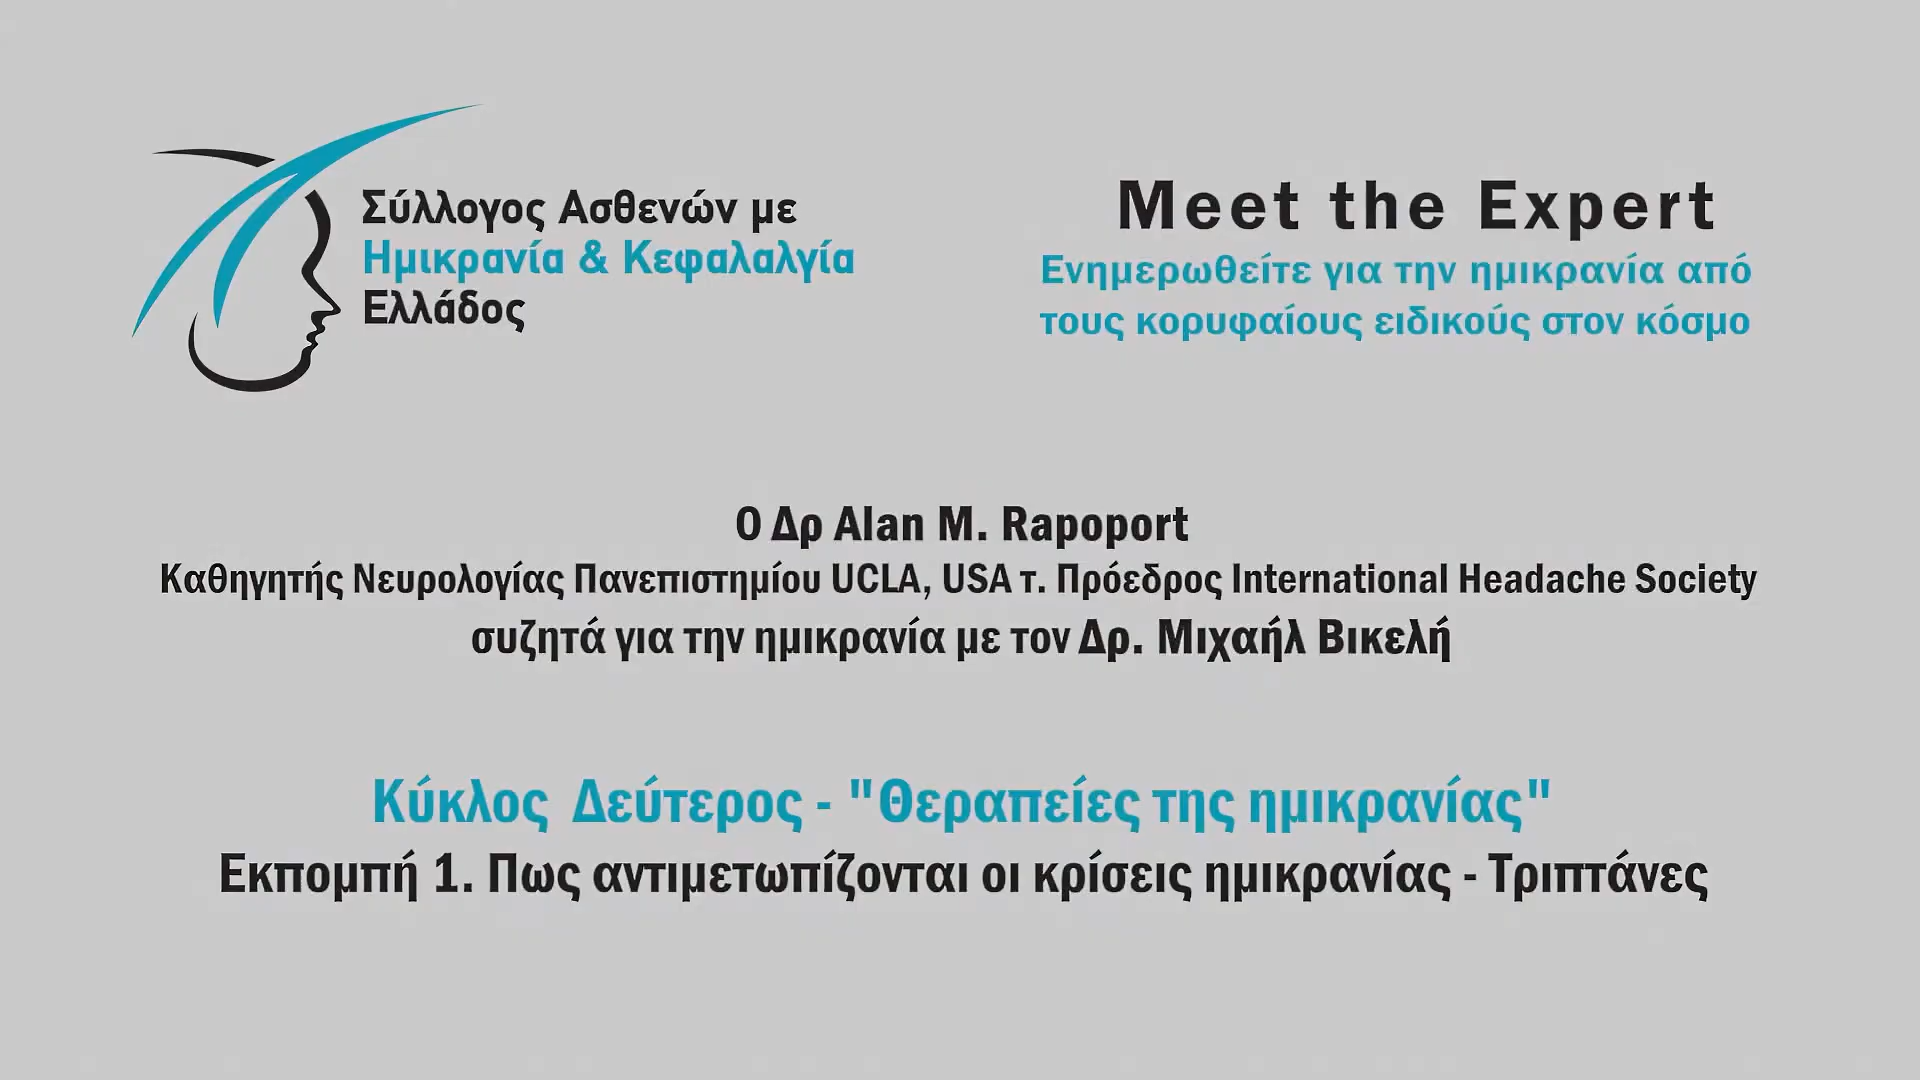 Σύλλογος Ασθενών με
Ημικρανία & Κεφαλαλγία
Ελλάδος
Meet the Expert
Ενημερωθείτε για την ημικρανία από
τους κορυφαίους ειδικούς στον κόσμο
Ο Δρ Alan M. Rapoport
Καθηγητής Νευρολογίας Πανεπιστημίου UCLA, USA τ. Πρόεδρος International Headache Society
συζητά για την ημικρανία με τον Δρ. Μιχαήλ Βικελή
Κύκλος Δεύτερος - "Θεραπείες της ημικρανίας"
Εκπομπή 1. Πως αντιμετωπίζονται οι κρίσεις ημικρανίας - Τριπτάνες